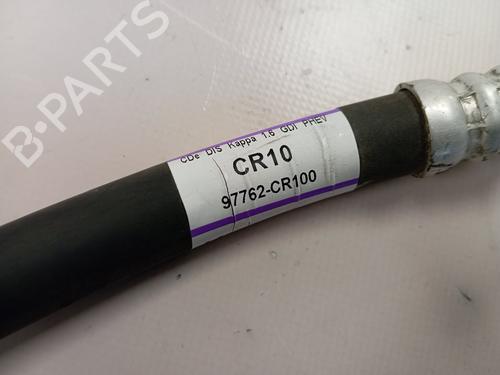 B-PARTS
CDe DIS Kappa 1.6 GDI PHEV
CR10
97762-CR100